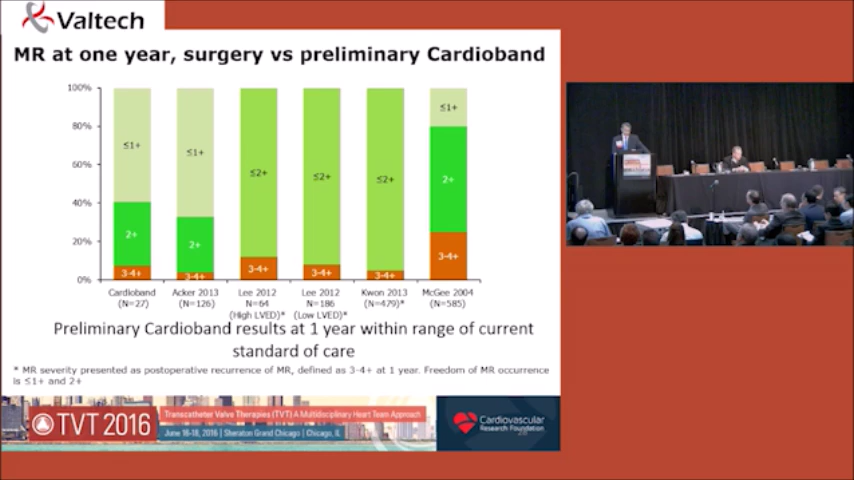 Valtech
MR at one year, surgery vs preliminary Cardioband
100%
80%
60%
40%
20%
0%
≤1+
2+
3-4+
≤1+
2+
3-4+
≤2+
3-4+
≤2+
3-4+
≤2+
3-4+
≤1+
2+
3-4+
Cardioband
(N=27)
Acker 2013
(N=126)
Lee 2012
N=64
(High LVED)*
Lee 2012
N=186
(Low LVED)*
Kwon 2013
(N=479)*
McGee 2004
(N=585)
Preliminary Cardioband results at 1 year within range of current
standard of care
* MR severity presented as postoperative recurrence of MR, defined as 3-4+ at 1 year. Freedom of MR occurrence
is ≤1+ and 2+
TVT 2016
Transcatheter Valve Therapies (TVT) A Multidisciplinary Heart Team Approach
June 16-18, 2016 | Sheraton Grand Chicago | Chicago, IL
Cardiovascular
Research Foundation